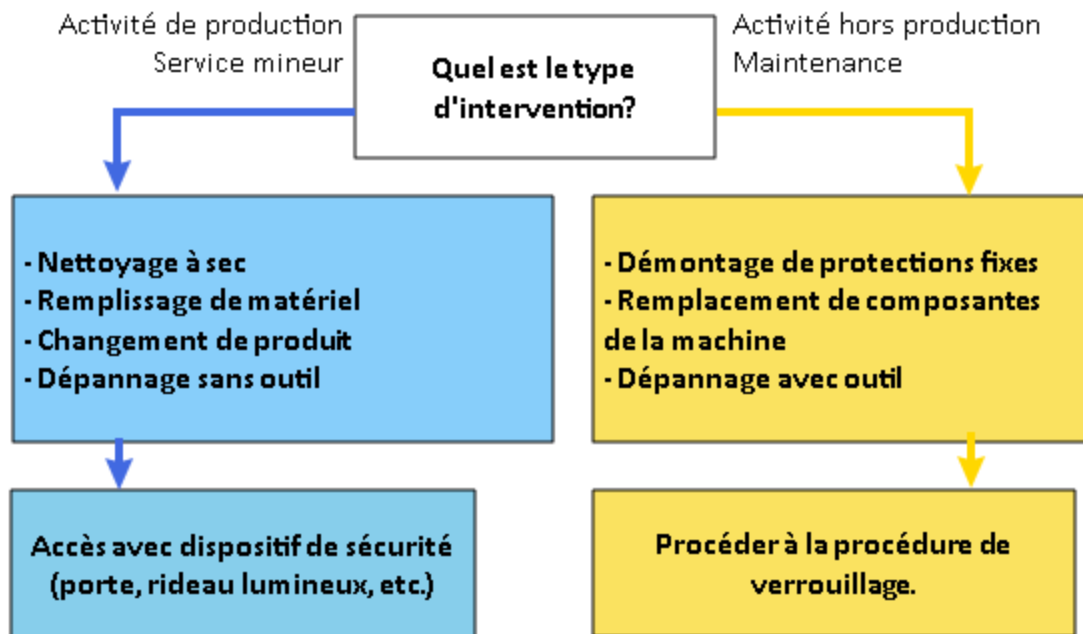 Activité de production
Service mineur
Quel est le type
d'intervention?
Activité hors production
Maintenance
- Nettoyage à sec
- Remplissage de matériel
- Changement de produit
- Dépannage sans outil
- Démontage de protections fixes
- Remplacement de composantes
de la machine
- Dépannage avec outil
Accès avec dispositif de sécurité
(porte, rideau lumineux, etc.)
Procéder à la procédure de
verrouillage.